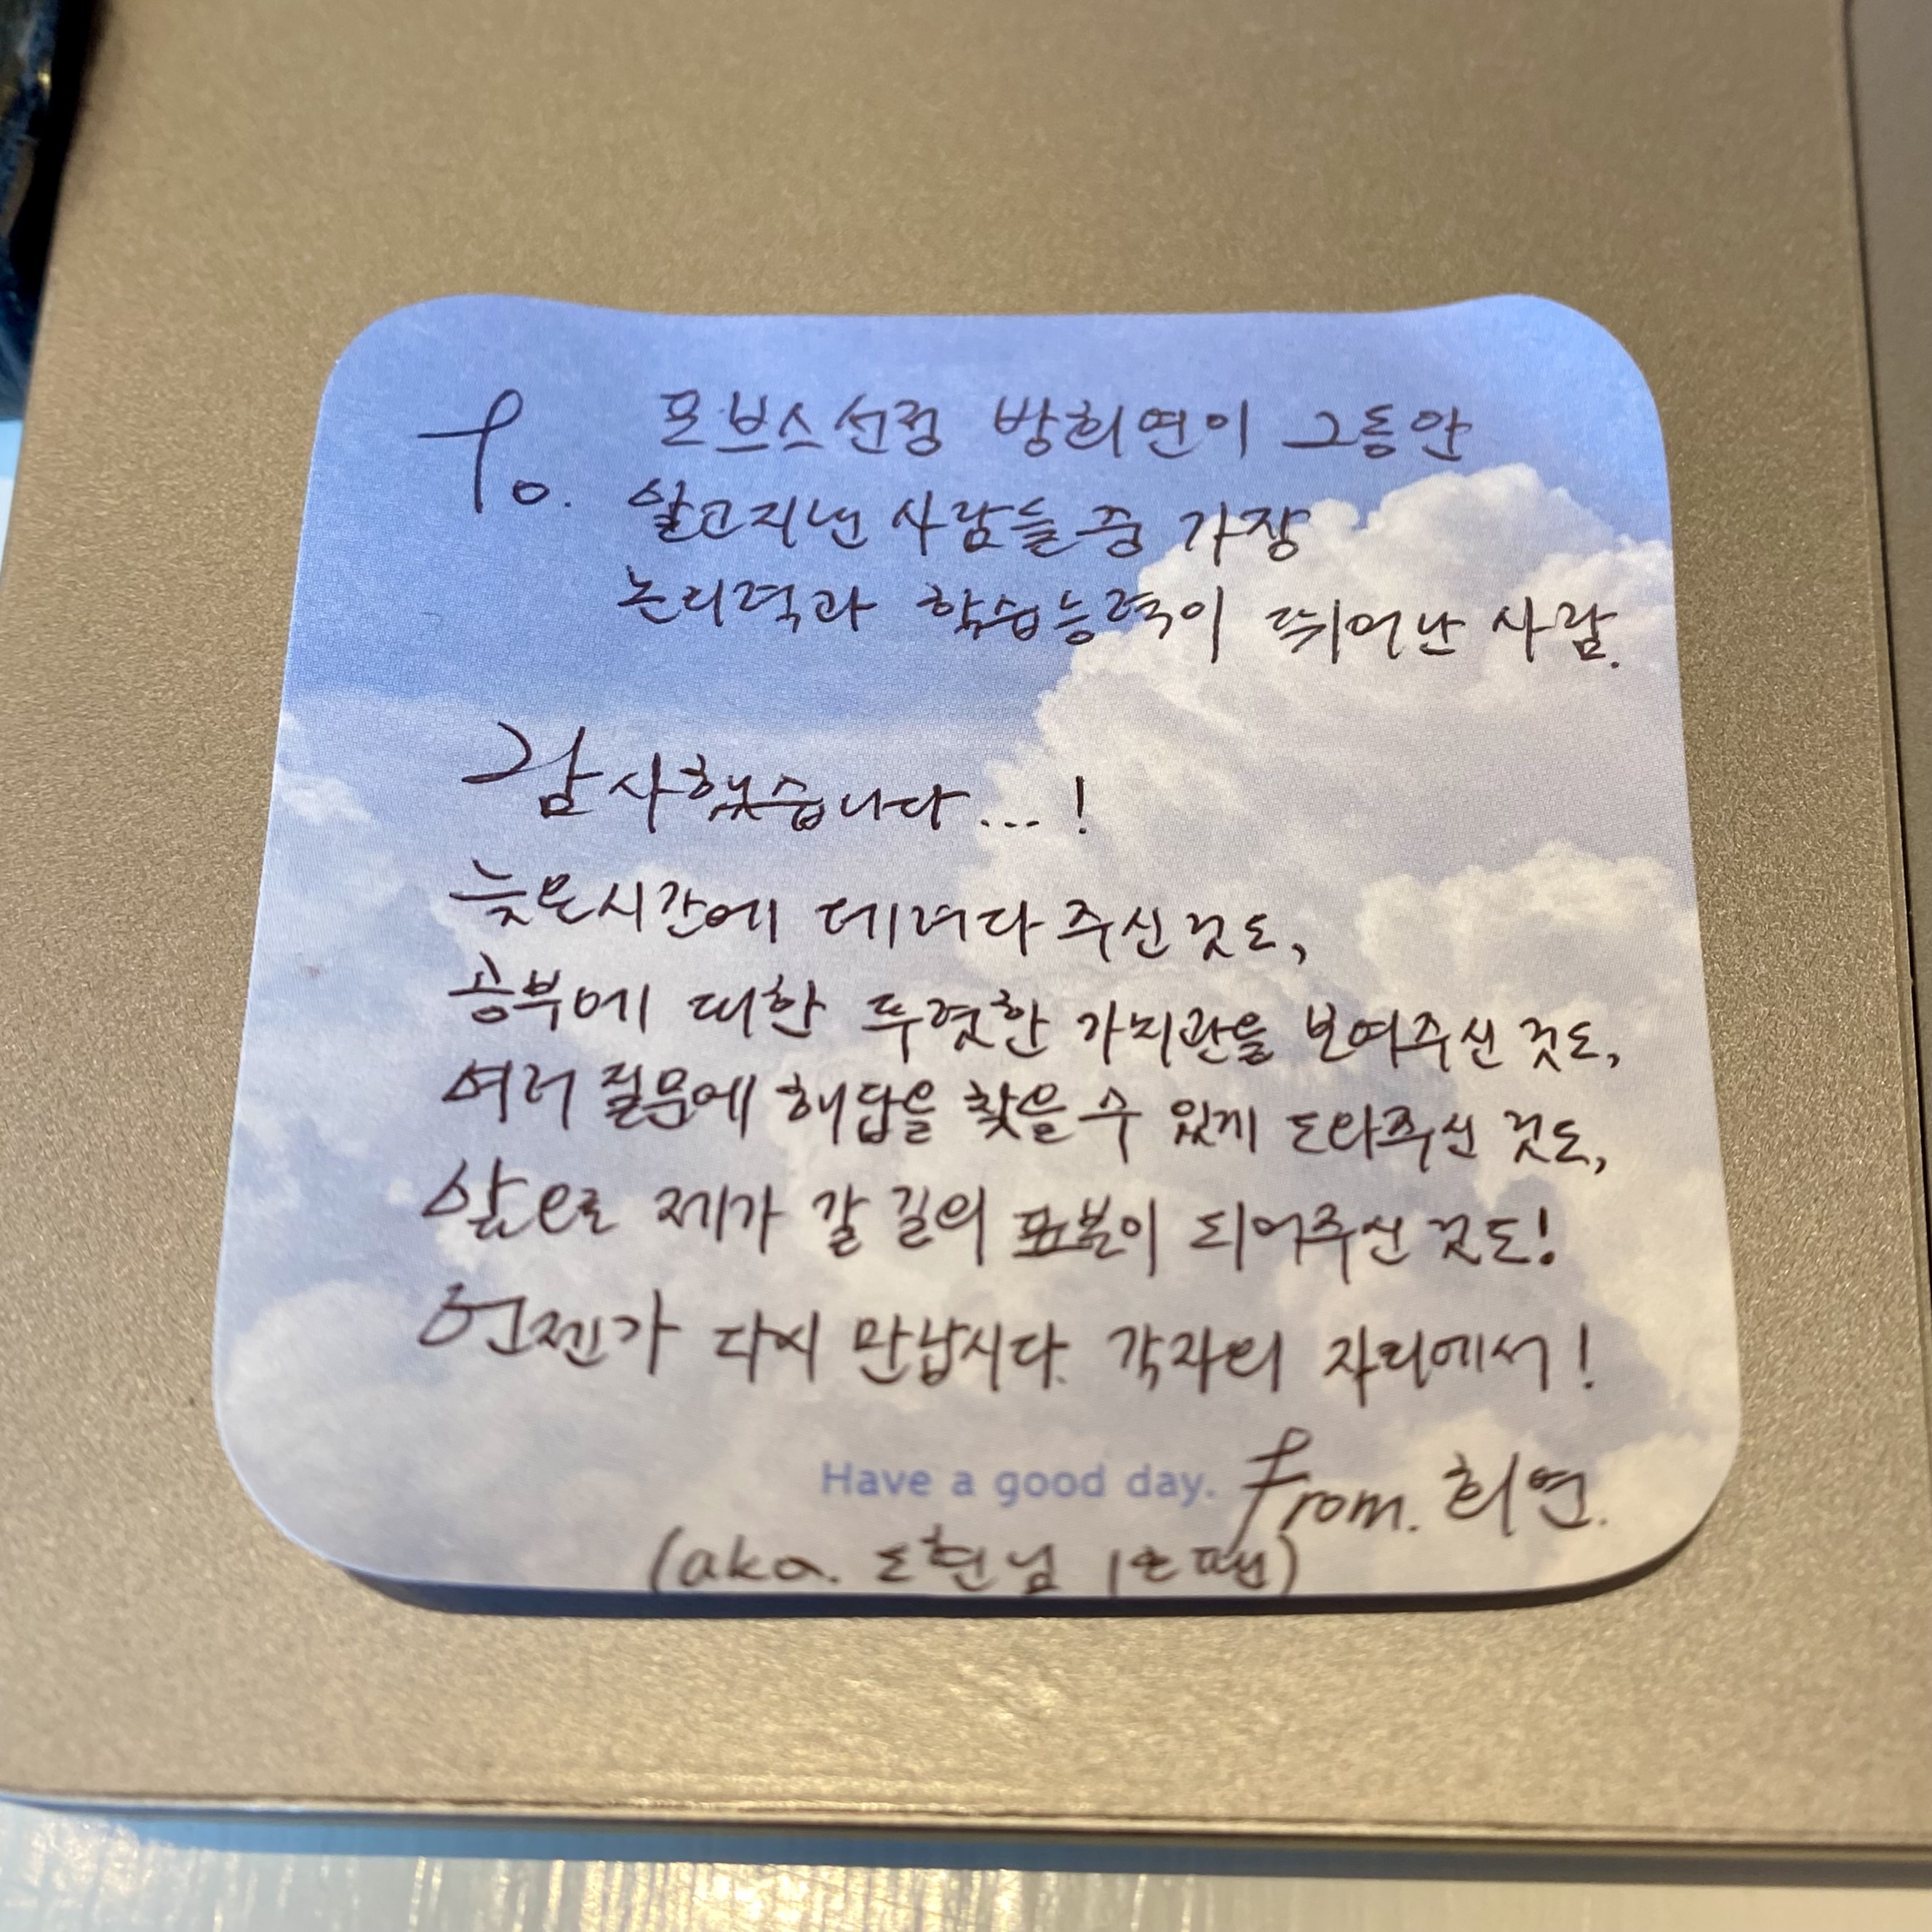 To. 포브스선정 방희연이 그동안
알고지낸 사람들 중 가장
논리력과 학습능력이 뛰어난 사람.
감사했습니다...!
늦은시간에 데려다 주신 것도,
공부에 대한 뚜렷한 가치관을 보여주신 것도,
여러 질문에 해답을 찾을 수 있게 도와주신 것도,
앞으로 제가 갈 길의 표본이 되어주신 것도!
언젠가 다시 만납시다. 각자의 자리에서!
Have a good day. From. 희연.
(aka. 도현님 1호팬)